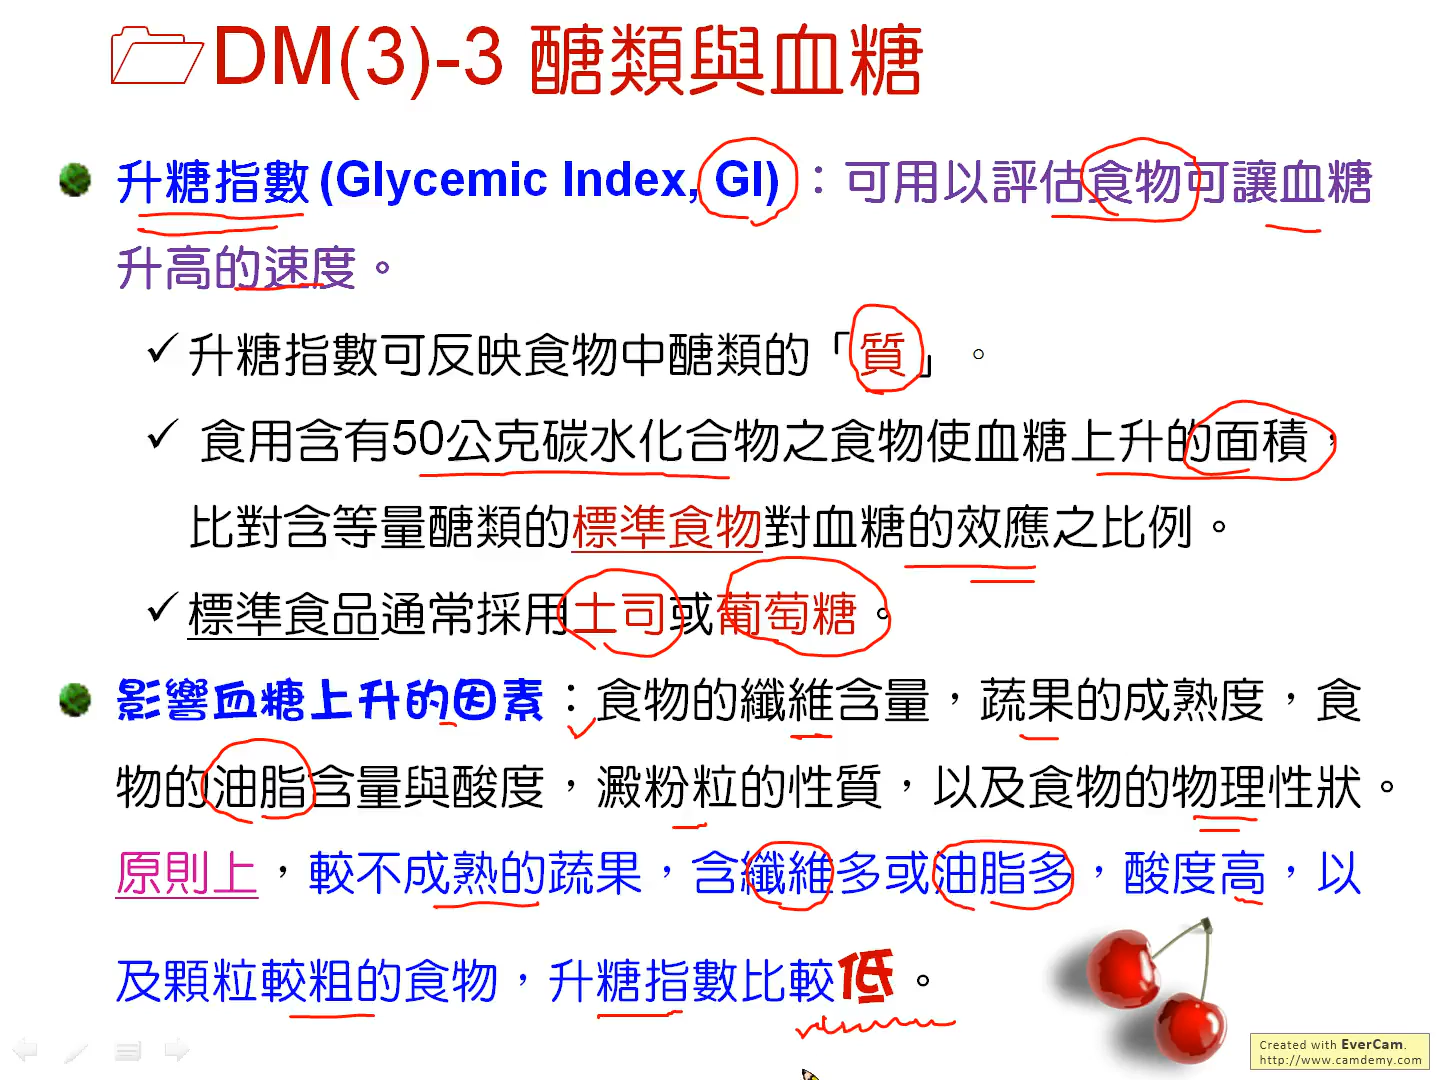 DM(3)-3 醣類與血糖
升糖指數(Glycemic Index, GI)：可用以評估食物可讓血糖
升高的速度。
✓升糖指數可反映食物中醣類的「質」。
✓ 食用含有50公克碳水化合物之食物使血糖上升的面積，
比對含等量醣類的標準食物對血糖的效應之比例。
✓標準食品通常採用土司或葡萄糖。
影響血糖上升的因素：食物的纖維含量，蔬果的成熟度，食
物的油脂含量與酸度，澱粉粒的性質，以及食物的物理性狀。
原則上，較不成熟的蔬果，含纖維多或油脂多，酸度高，以
及顆粒較粗的食物，升糖指數比較低。
Created with EverCam.
http://www.camdemy.com